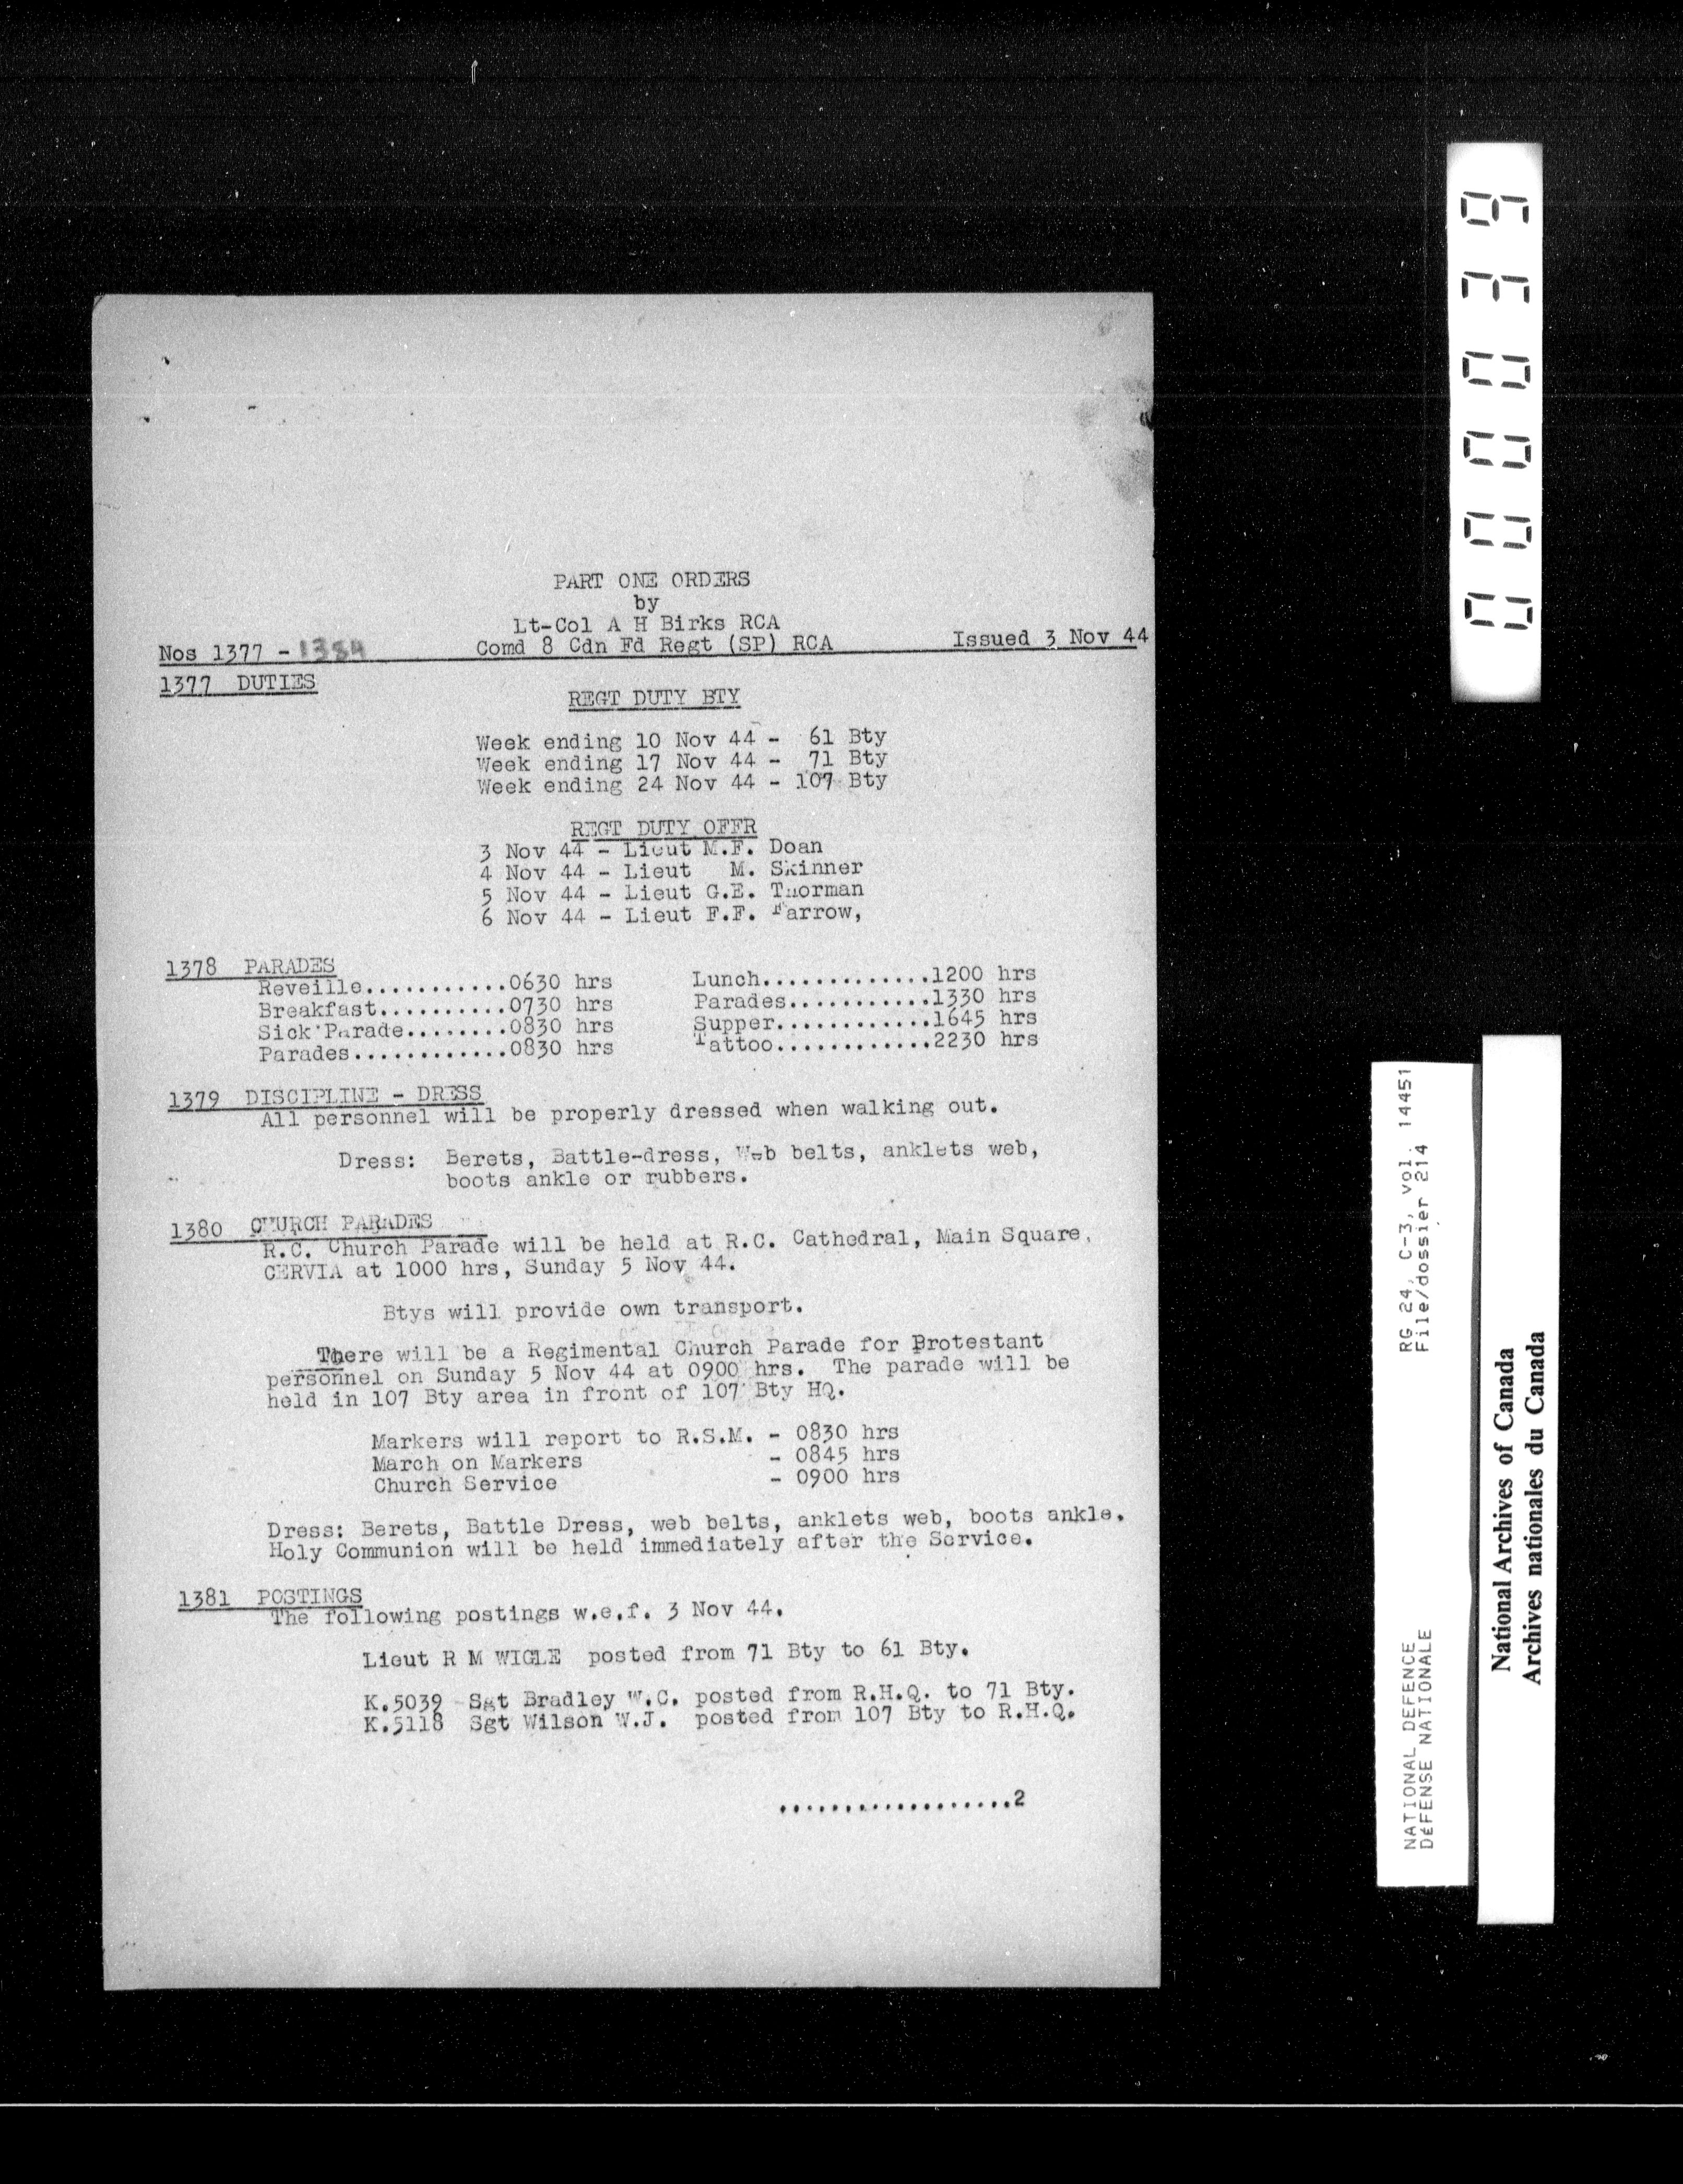 PART ONE ORDERS
by
Lt-Col A H Birks RCA
Nos 1377 - 1384 Comd 8 Cdn Fd Regt (SP) RCA Issued 3 Nov 44
1377 DUTIES
REGT DUTY BTY
Week ending 10 Nov 44 - 61 Bty
Week ending 17 Nov 44 - 71 Bty
Week ending 24 Nov 44 - 107 Bty
REGT DUTY OFFR
3 Nov 44 - Lieut M.F. Doan
4 Nov 44 - Lieut M. Skinner
5 Nov 44 - Lieut G.E. Thorman
6 Nov 44 - Lieut F.F. Farrow,
1378 PARADES
Reveille...........0630 hrs Lunch.............1200 hrs
Breakfast..........0730 hrs Parades...........1330 hrs
Sick Parade........0830 hrs Supper............1645 hrs
Parades............0830 hrs Tattoo............2230 hrs
1379 DISCIPLINE - DRESS
All personnel will be properly dressed when walking out.
Dress: Berets, Battle-dress, Web belts, anklets web,
boots ankle or rubbers.
1380 CHURCH PARADES
R.C. Church Parade will be held at R.C. Cathedral, Main Square,
CERVIA at 1000 hrs, Sunday 5 Nov 44.
Btys will provide own transport.
There will be a Regimental Church Parade for Protestant
personnel on Sunday 5 Nov 44 at 0900 hrs. The parade will be
held in 107 Bty area in front of 107 Bty HQ.
Markers will report to R.S.M. - 0830 hrs
March on Markers - 0845 hrs
Church Service - 0900 hrs
Dress: Berets, Battle Dress, web belts, anklets web, boots ankle.
Holy Communion will be held immediately after the Service.
1381 POSTINGS
The following postings w.e.f. 3 Nov 44.
Lieut R M WIGLE posted from 71 Bty to 61 Bty.
K.5039 Sgt Bradley W.C. posted from R.H.Q. to 71 Bty.
K.5118 Sgt Wilson W.J. posted from 107 Bty to R.H.Q.
..................2
000039
NATIONAL DEFENCE RG 24, C-3, vol. 14451
DÉFENSE NATIONALE File/dossier 214
National Archives of Canada
Archives nationales du Canada